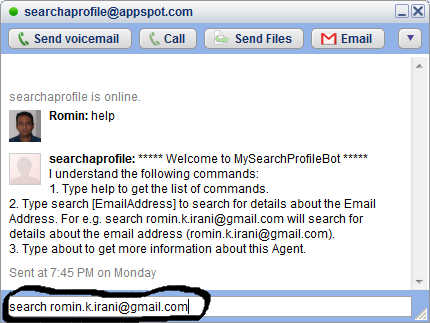 searchaprofile@appspot.com
Send voicemail Call Send Files Email
searchaprofile is online.
Romin: help
searchaprofile: ***** Welcome to MySearchProfileBot *****
I understand the following commands:
1. Type help to get the list of commands.
2. Type search [EmailAddress] to search for details about the Email
Address. For e.g. search romin.k.irani@gmail.com will search for
details about the email address (romin.k.irani@gmail.com).
3. Type about to get more information about this Agent.
Sent at 7:45 PM on Monday
search romin.k.irani@gmail.com